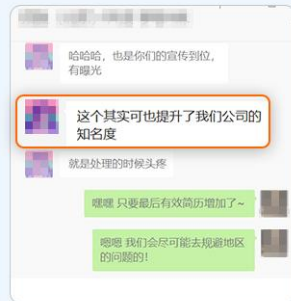 哈哈哈，也是你们的宣传到位，
有曝光
这个其实可也提升了我们公司的
知名度
就是处理的时候头疼
嘿嘿 只要最后有效简历增加了~
嗯嗯 我们会尽可能去规避地区
的问题的！